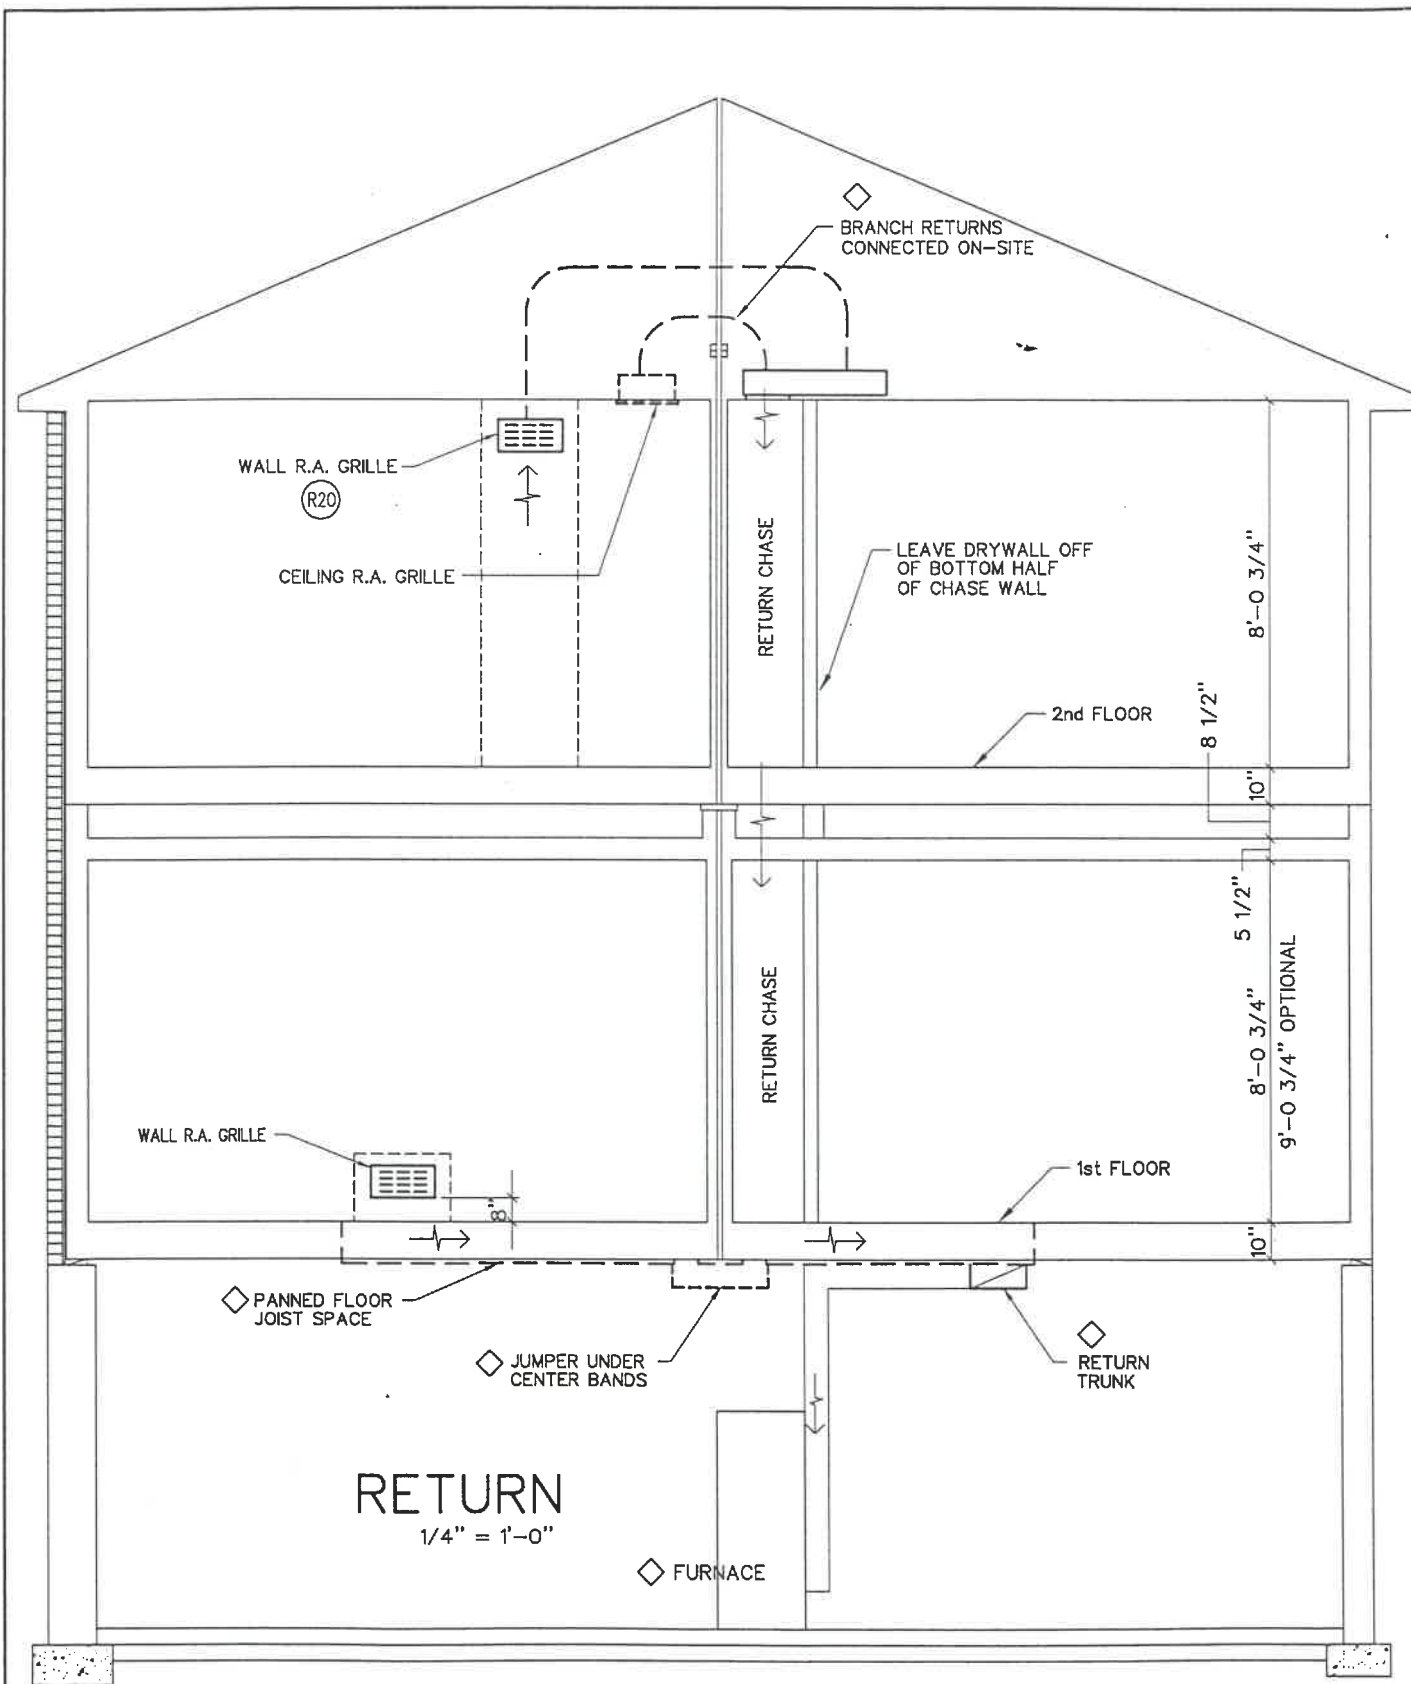 BRANCH RETURNS
CONNECTED ON-SITE
WALL R.A. GRILLE
R20
CEILING R.A. GRILLE
RETURN CHASE
LEAVE DRYWALL OFF
OF BOTTOM HALF
OF CHASE WALL
8'-0 3/4"
2nd FLOOR
8 1/2"
10"
5 1/2"
RETURN CHASE
8'-0 3/4"
9'-0 3/4" OPTIONAL
WALL R.A. GRILLE
8"
1st FLOOR
10"
PANNED FLOOR
JOIST SPACE
JUMPER UNDER
CENTER BANDS
RETURN
TRUNK
RETURN
1/4" = 1'-0"
FURNACE